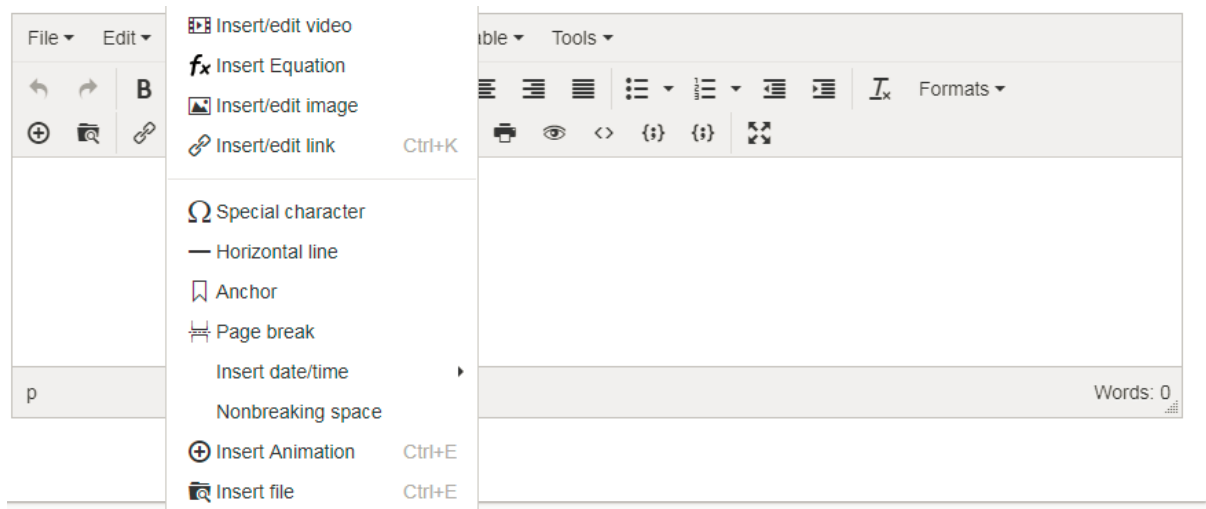 File Edit able Tools
B Formats
p Words: 0
Insert/edit video
Insert Equation
Insert/edit image
Insert/edit link Ctrl+K
Special character
Horizontal line
Anchor
Page break
Insert date/time
Nonbreaking space
Insert Animation Ctrl+E
Insert file Ctrl+E